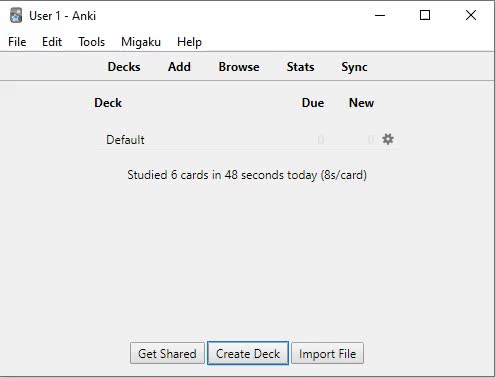 User 1 - Anki
File Edit Tools Migaku Help
Decks Add Browse Stats Sync
Deck Due New
Default 0 0
Studied 6 cards in 48 seconds today (8s/card)
Get Shared Create Deck Import File